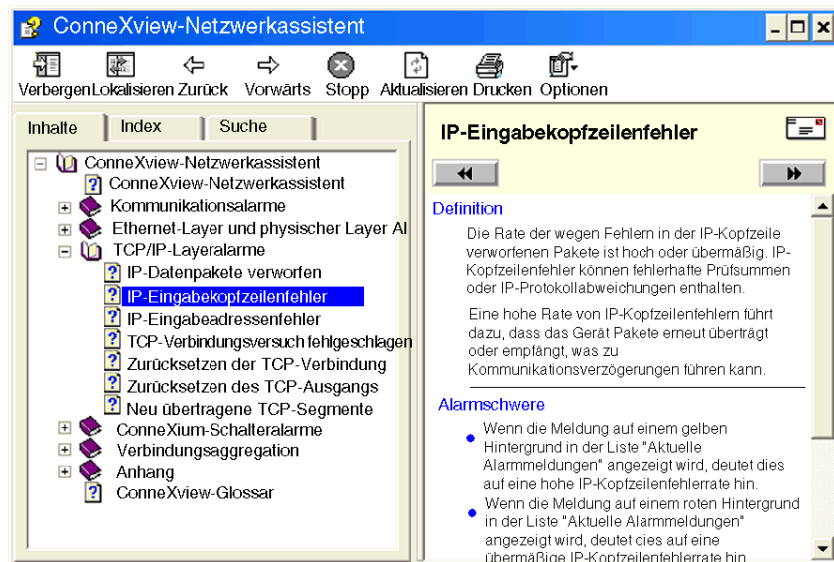 ConneXview-Netzwerkassistent
Verbergen Lokalisieren Zurück Vorwärts Stopp Aktualisieren Drucken Optionen
Inhalte Index Suche
ConneXview-Netzwerkassistent
ConneXview-Netzwerkassistent
Kommunikationsalarme
Ethernet-Layer und physischer Layer Al
TCP/IP-Layeralarme
IP-Datenpakete verworfen
IP-Eingabekopfzeilenfehler
IP-Eingabeadressenfehler
TCP-Verbindungsversuch fehlgeschlagen
Zurücksetzen der TCP-Verbindung
Zurücksetzen des TCP-Ausgangs
Neu übertragene TCP-Segmente
ConneXium-Schalteralarme
Verbindungsaggregation
Anhang
ConneXview-Glossar
IP-Eingabekopfzeilenfehler
Definition
Die Rate der wegen Fehlern in der IP-Kopfzeile
verworfenen Pakete ist hoch oder übermäßig. IP-
Kopfzeilenfehler können fehlerhafte Prüfsummen
oder IP-Protokollabweichungen enthalten.
Eine hohe Rate von IP-Kopfzeilenfehlern führt
dazu, dass das Gerät Pakete erneut überträgt
oder empfängt, was zu
Kommunikationsverzögerungen führen kann.
Alarmschwere
Wenn die Meldung auf einem gelben
Hintergrund in der Liste "Aktuelle
Alarmmeldungen" angezeigt wird, deutet dies
auf eine hohe IP-Kopfzeilenfehlerrate hin.
Wenn die Meldung auf einem roten Hintergrund
in der Liste "Aktuelle Alarmmeldungen"
angezeigt wird, deutet cies auf eine
übermäßige IP-Kopfzeilenfehlerrate hin